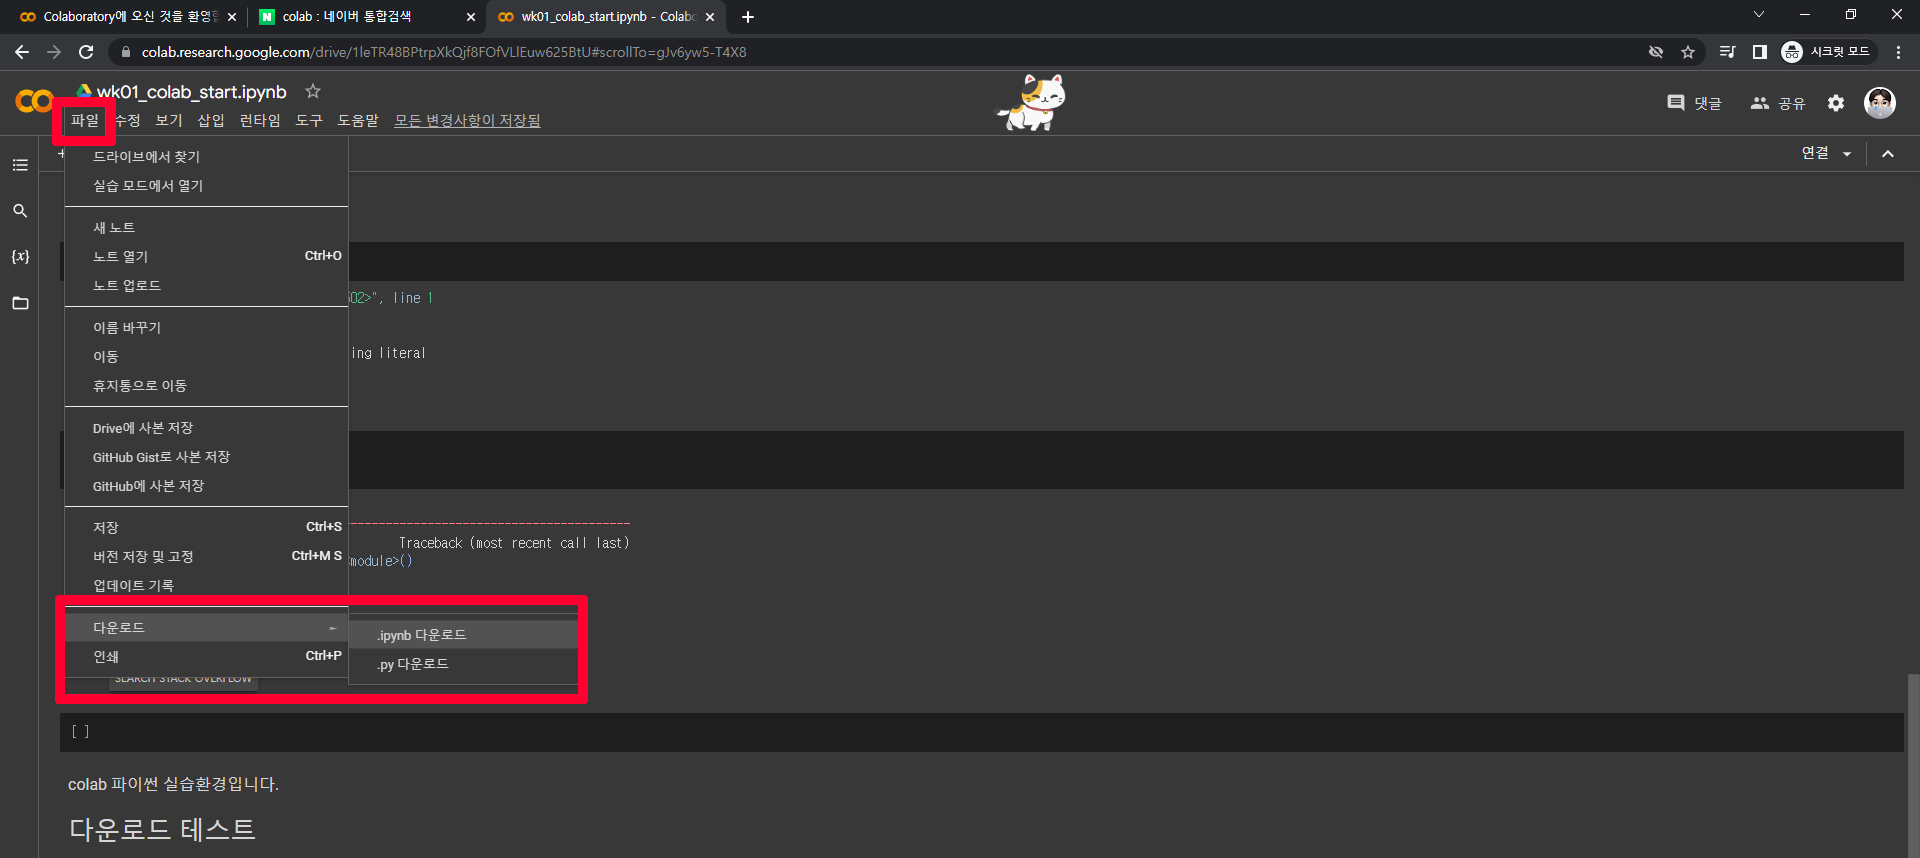 Colaboratory에 오신 것을 환영합
colab : 네이버 통합검색
wk01_colab_start.ipynb - Colabo
colab.research.google.com/drive/1leTR48BPtrpXkQjf8FOfVLlEuw625BtU#scrollTo=gJv6yw5-T4X8
시크릿 모드
wk01_colab_start.ipynb
파일 수정 보기 삽입 런타임 도구 도움말 모든 변경사항이 저장됨
댓글 공유
연결
드라이브에서 찾기
실습 모드에서 열기
새 노트
노트 열기 Ctrl+O
노트 업로드
02>", line 1
이름 바꾸기
이동
ing literal
휴지통으로 이동
Drive에 사본 저장
GitHub Gist로 사본 저장
GitHub에 사본 저장
저장 Ctrl+S
----------------------------------------
Traceback (most recent call last)
버전 저장 및 고정 Ctrl+M S
module>()
업데이트 기록
다운로드
.ipynb 다운로드
인쇄 Ctrl+P
.py 다운로드
SEARCH STACK OVERFLOW
[ ]
colab 파이썬 실습환경입니다.
다운로드 테스트